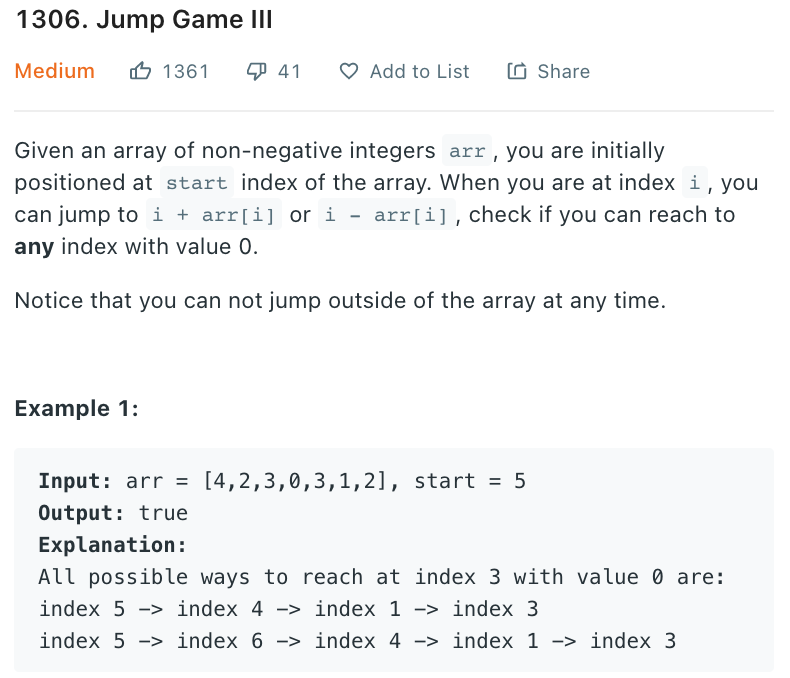 1306. Jump Game III
Medium 1361 41 Add to List Share
Given an array of non-negative integers arr, you are initially
positioned at start index of the array. When you are at index i, you
can jump to i + arr[i] or i - arr[i], check if you can reach to
any index with value 0.
Notice that you can not jump outside of the array at any time.
Example 1:
Input: arr = [4,2,3,0,3,1,2], start = 5
Output: true
Explanation:
All possible ways to reach at index 3 with value 0 are:
index 5 -> index 4 -> index 1 -> index 3
index 5 -> index 6 -> index 4 -> index 1 -> index 3